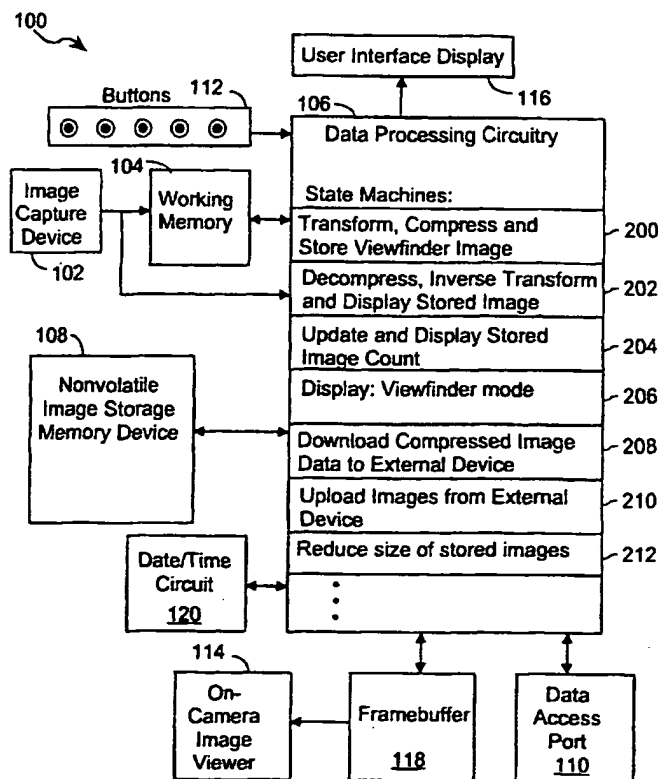 100
User Interface Display
116
Buttons
112
106
Data Processing Circuitry
State Machines:
Image
Capture
Device
102
104
Working
Memory
Transform, Compress and
Store Viewfinder Image
200
Decompress, Inverse Transform
and Display Stored Image
202
Update and Display Stored
Image Count
204
108
Nonvolatile
Image Storage
Memory Device
Display: Viewfinder mode
206
Download Compressed Image
Data to External Device
208
Upload Images from External
Device
210
Reduce size of stored images
212
Date/Time
Circuit
120
114
On-
Camera
Image
Viewer
Framebuffer
118
Data
Access
Port
110